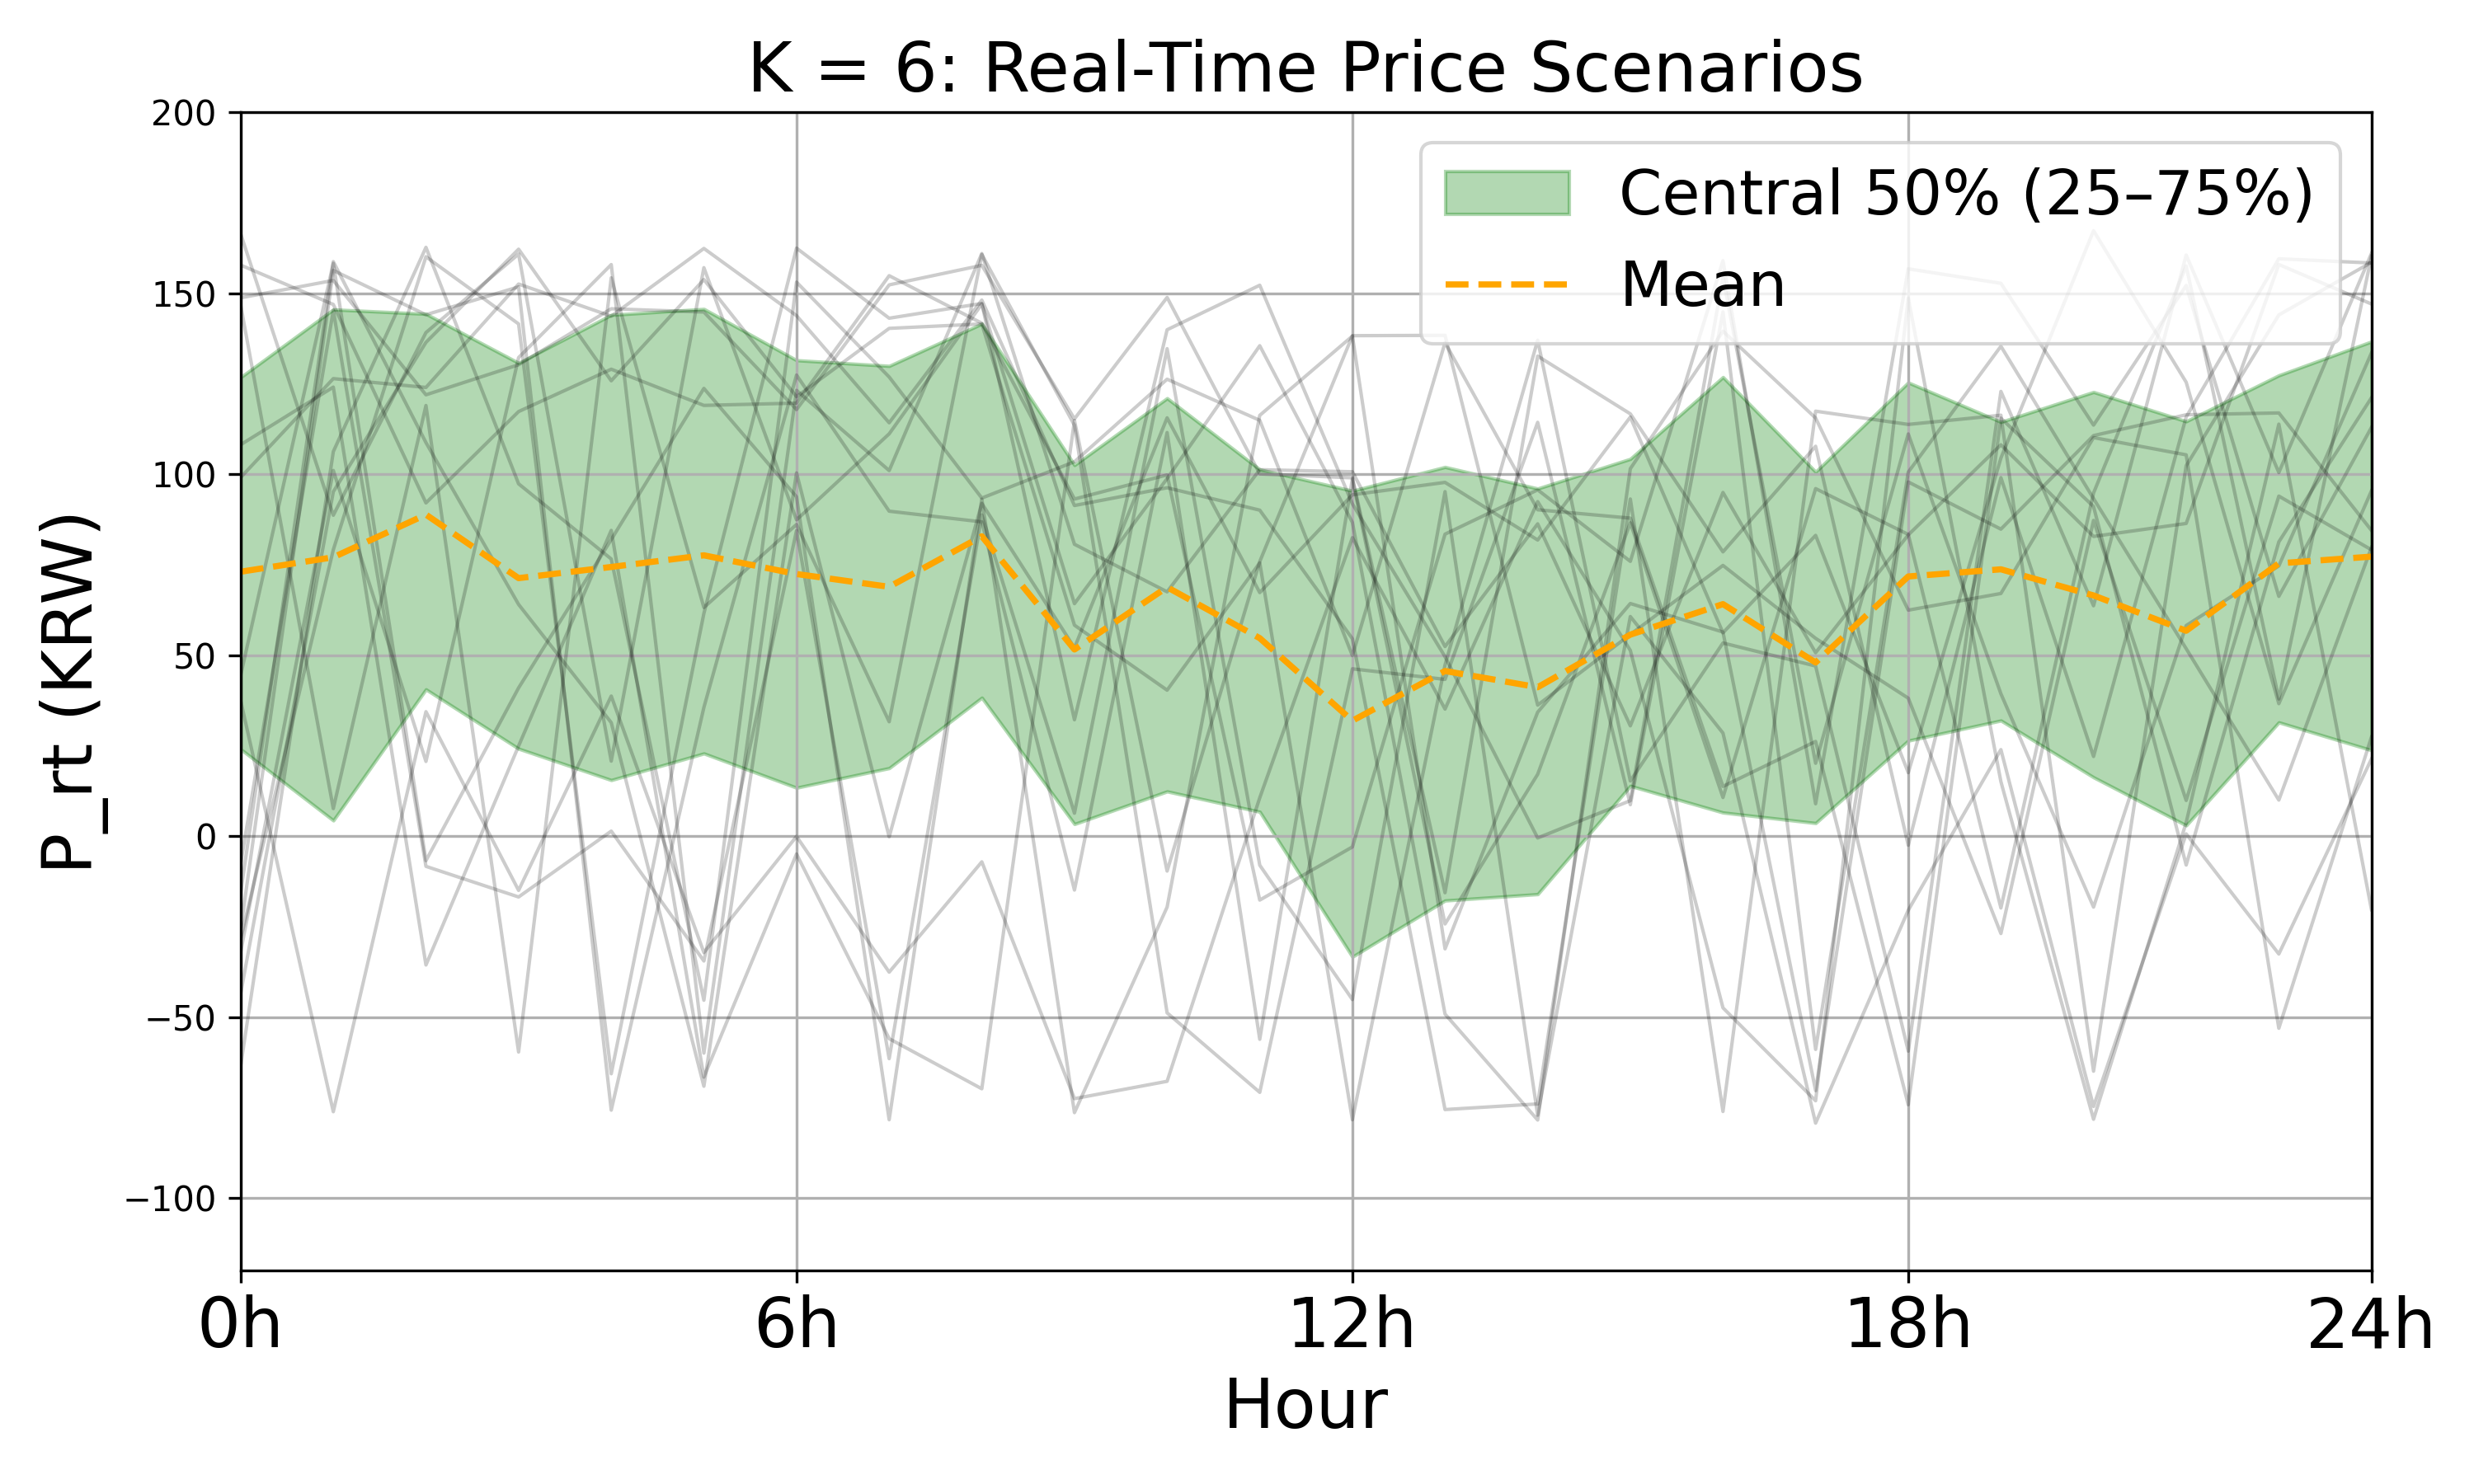 K = 6: Real-Time Price Scenarios
200
150
100
50
0
−50
−100
P_rt (KRW)
Central 50% (25–75%)
Mean
0h
6h
12h
18h
24h
Hour